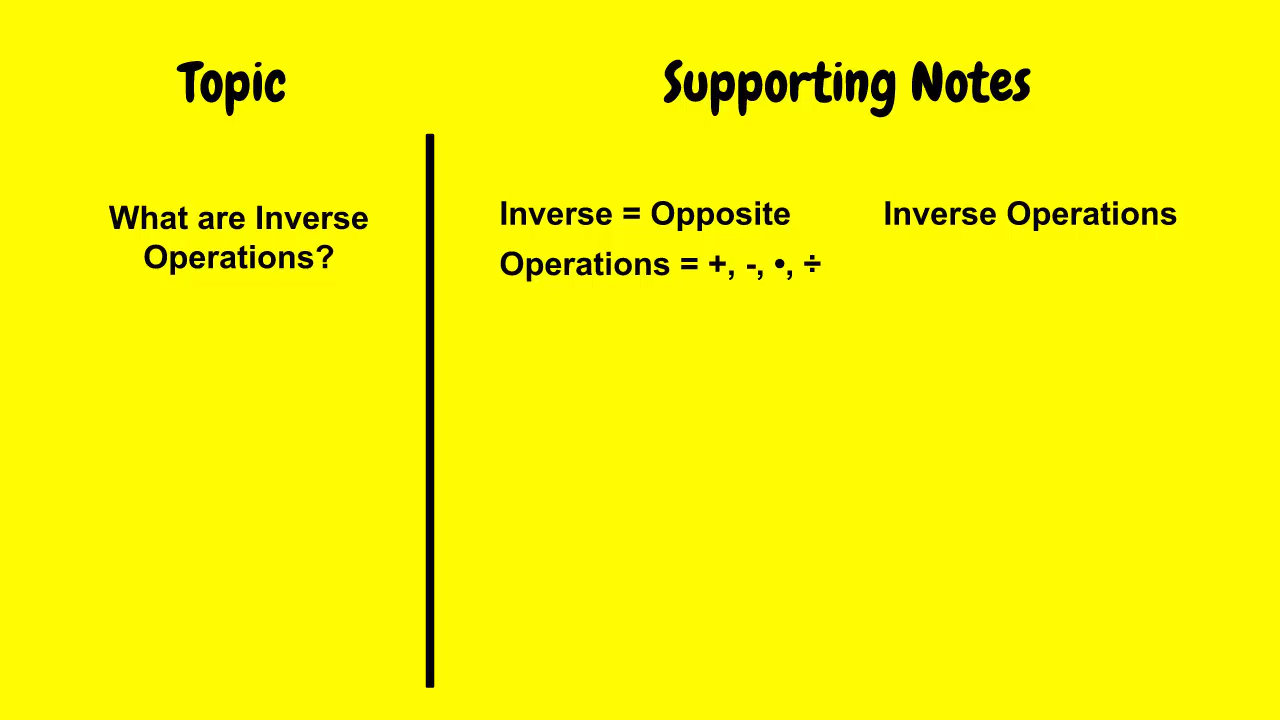 Topic
Supporting Notes
What are Inverse
Operations?
Inverse = Opposite
Operations = +, -, •, ÷
Inverse Operations